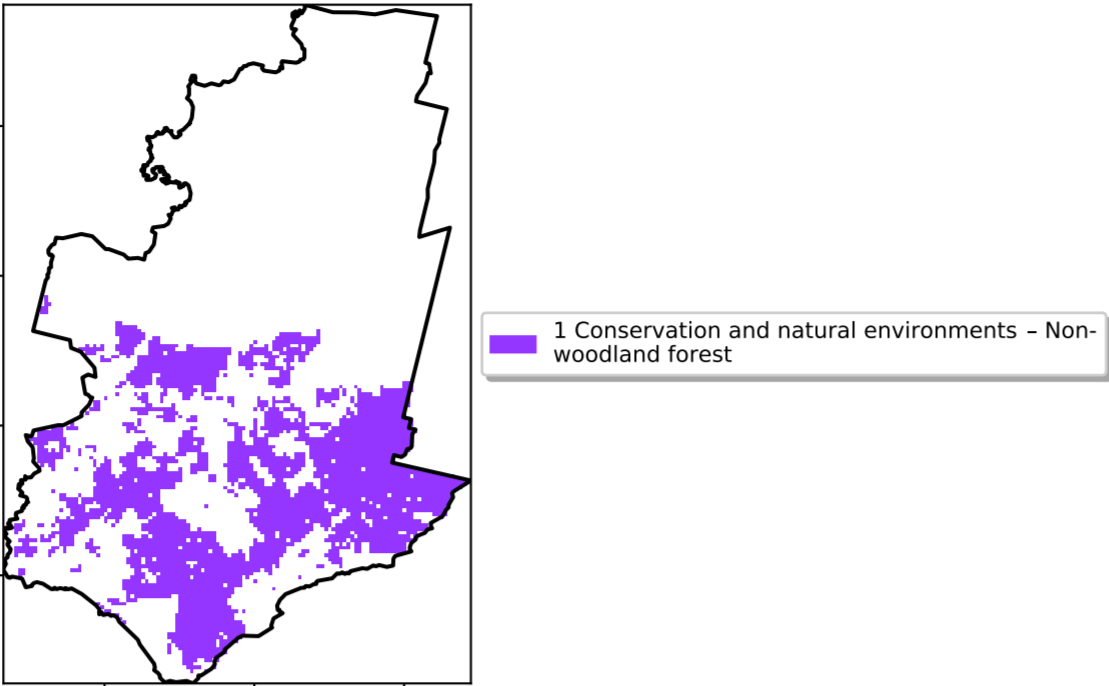 1 Conservation and natural environments – Non-
woodland forest